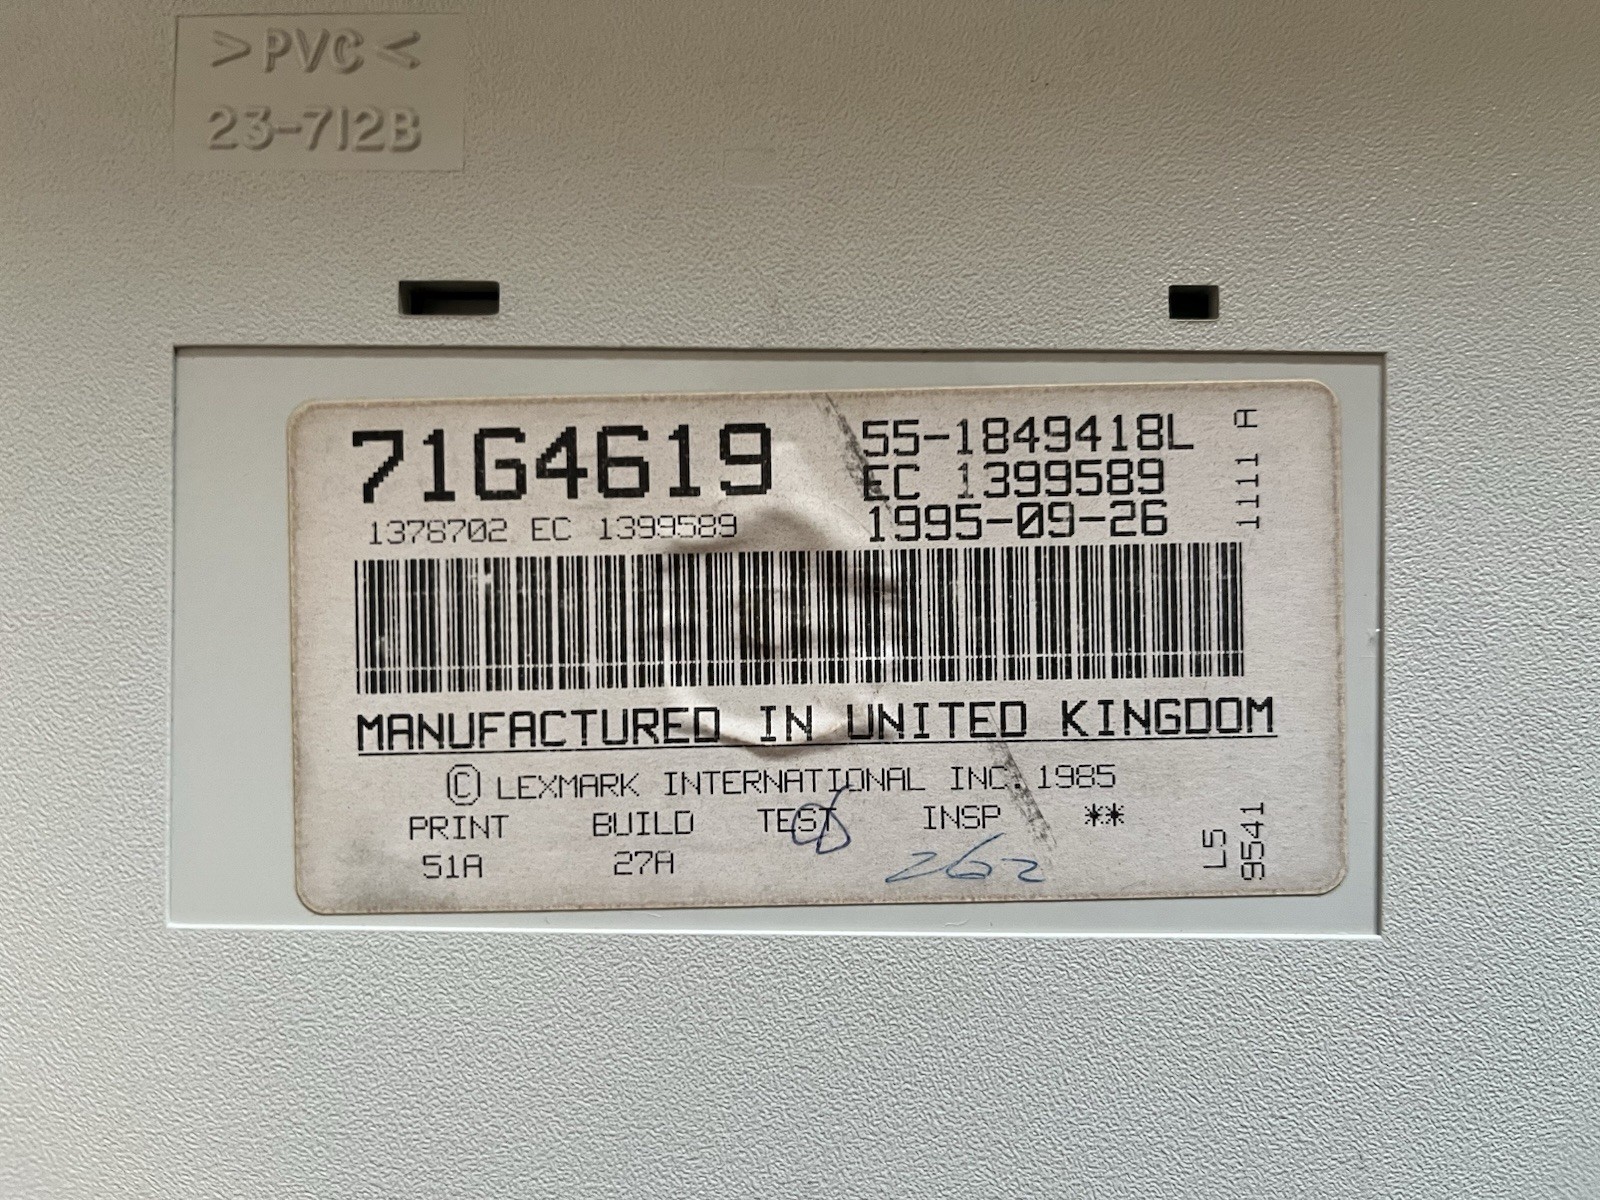 >PVC<
23-712B
71G4619
1378702 EC 1399589
55-1849418L
EC 1399589
1995-09-26
1111 A
MANUFACTURED IN UNITED KINGDOM
© LEXMARK INTERNATIONAL INC. 1985
PRINT BUILD TEST INSP **
51A 27A 262
L5
9541